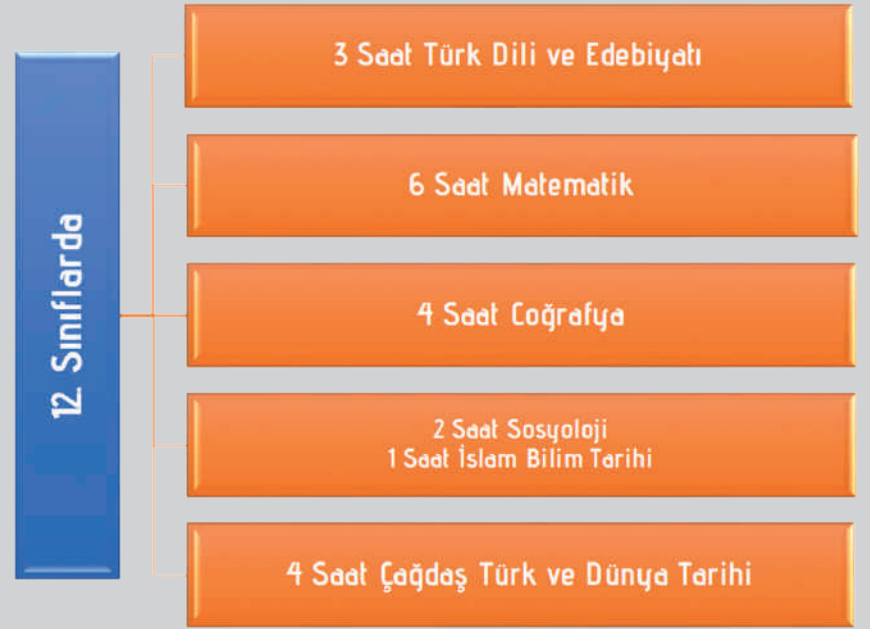 12. Sınıflarda
3 Saat Türk Dili ve Edebiyatı
6 Saat Matematik
4 Saat Coğrafya
2 Saat Sosyoloji
1 Saat İslam Bilim Tarihi
4 Saat Çağdaş Türk ve Dünya Tarihi